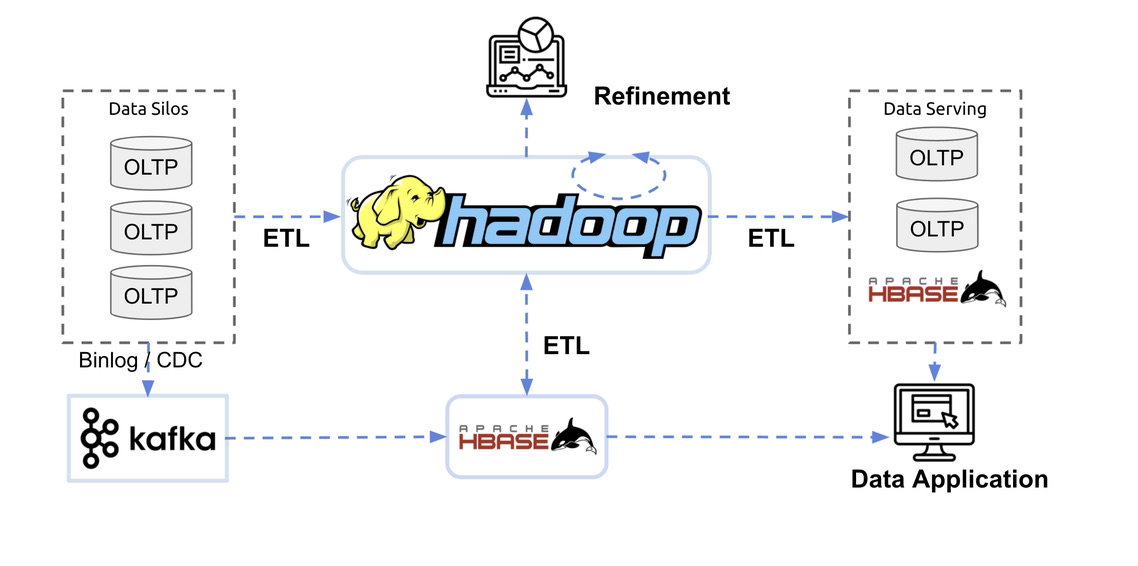 Refinement
Data Silos
OLTP
OLTP
OLTP
ETL
hadoop
ETL
Data Serving
OLTP
OLTP
APACHE
HBASE
ETL
Binlog / CDC
kafka
APACHE
HBASE
Data Application